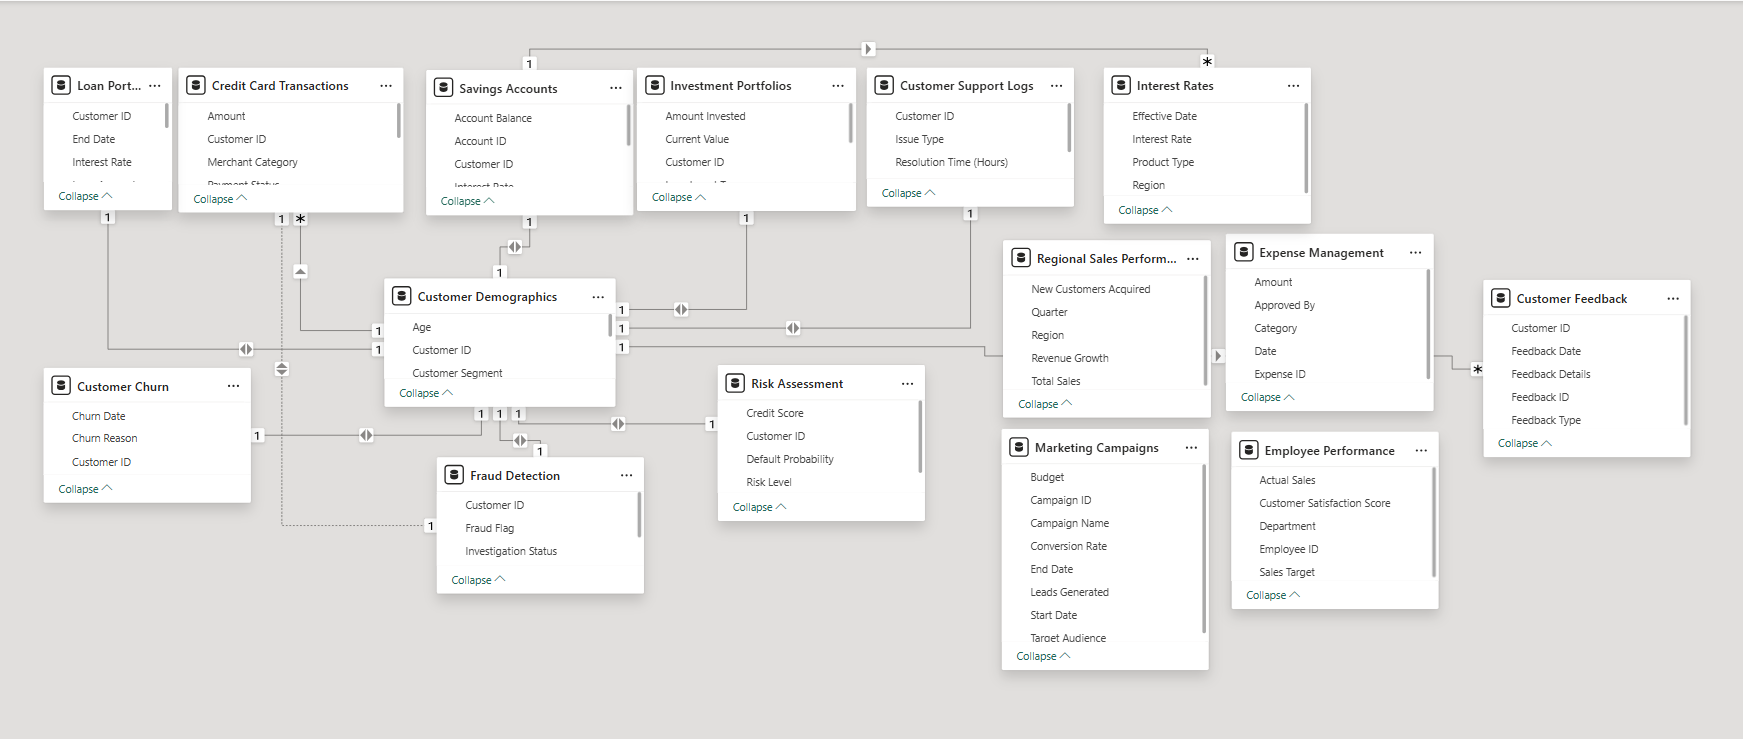 Loan Port... ...
Customer ID
End Date
Interest Rate
Collapse
Credit Card Transactions ...
Amount
Customer ID
Merchant Category
Payment Status
Collapse
Savings Accounts ...
Account Balance
Account ID
Customer ID
Interest Rate
Collapse
Investment Portfolios ...
Amount Invested
Current Value
Customer ID
Collapse
Customer Support Logs ...
Customer ID
Issue Type
Resolution Time (Hours)
Collapse
Interest Rates ...
Effective Date
Interest Rate
Product Type
Region
Collapse
1
*
1
1
*
1
1
1
1
Customer Demographics ...
Age
Customer ID
Customer Segment
Collapse
1
1
1
1
1
1
1
1
Regional Sales Perform... ...
New Customers Acquired
Quarter
Region
Revenue Growth
Total Sales
Collapse
Expense Management ...
Amount
Approved By
Category
Date
Expense ID
Collapse
*
Customer Feedback ...
Customer ID
Feedback Date
Feedback Details
Feedback ID
Feedback Type
Collapse
Customer Churn ...
Churn Date
Churn Reason
Customer ID
Collapse
1
1
1
1
Fraud Detection ...
Customer ID
Fraud Flag
Investigation Status
Collapse
Risk Assessment ...
Credit Score
Customer ID
Default Probability
Risk Level
Collapse
Marketing Campaigns ...
Budget
Campaign ID
Campaign Name
Conversion Rate
End Date
Leads Generated
Start Date
Target Audience
Collapse
Employee Performance ...
Actual Sales
Customer Satisfaction Score
Department
Employee ID
Sales Target
Collapse